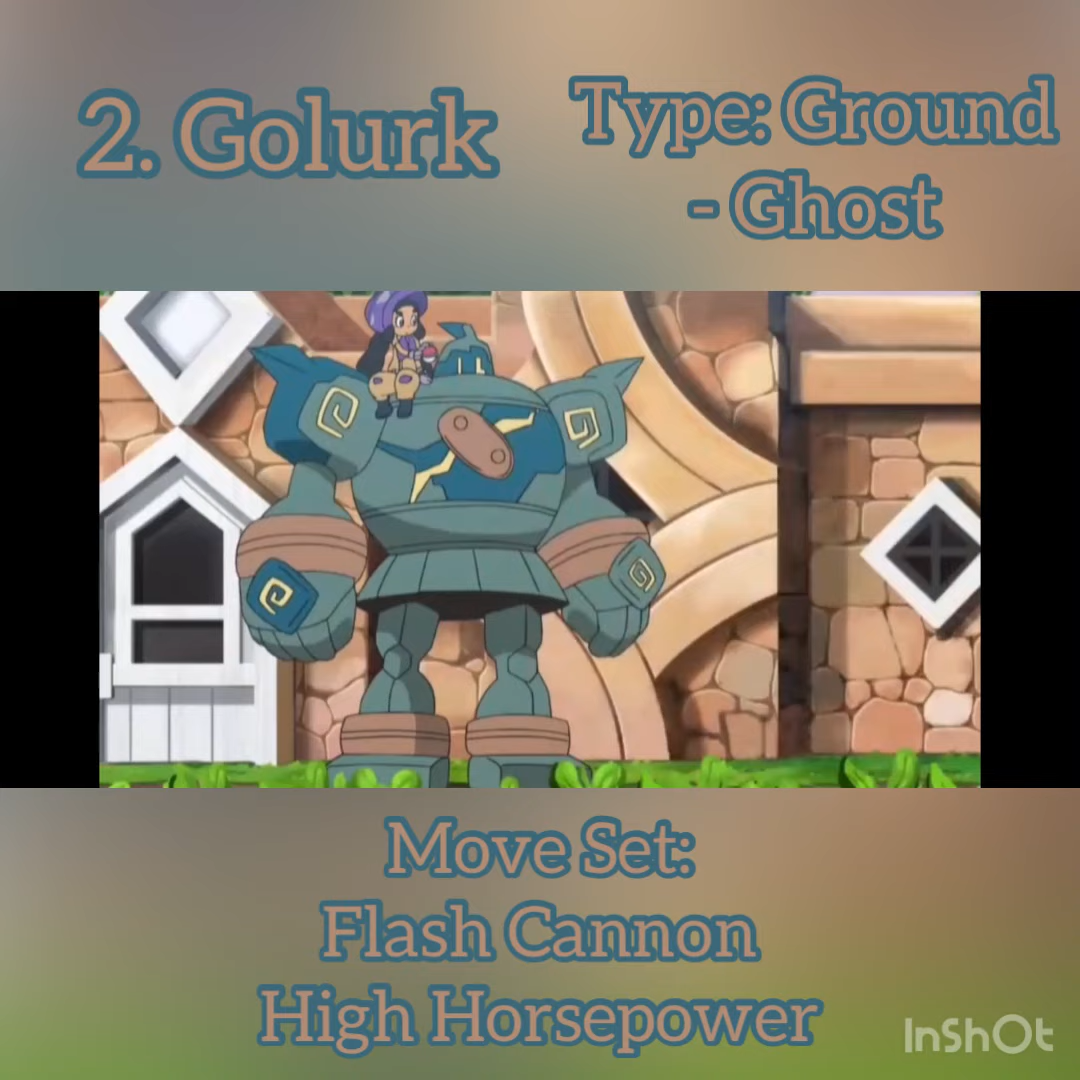 2. Golurk
Type: Ground
- Ghost
Move Set:
Flash Cannon
High Horsepower
InShOt